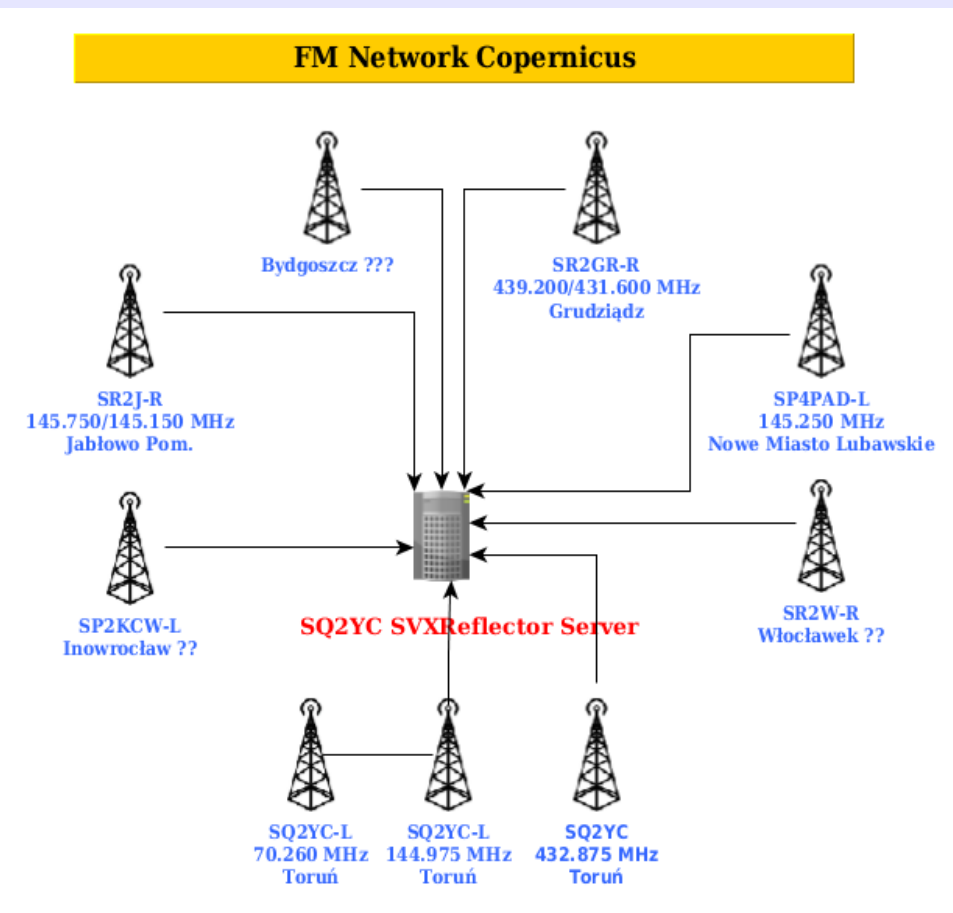 FM Network Copernicus
Bydgoszcz ???
SR2GR-R
439.200/431.600 MHz
Grudziądz
SR2J-R
145.750/145.150 MHz
Jabłowo Pom.
SP4PAD-L
145.250 MHz
Nowe Miasto Lubawskie
SP2KCW-L
Inowrocław ??
SQ2YC SVXReflector Server
SR2W-R
Włocławek ??
SQ2YC-L
70.260 MHz
Toruń
SQ2YC-L
144.975 MHz
Toruń
SQ2YC
432.875 MHz
Toruń